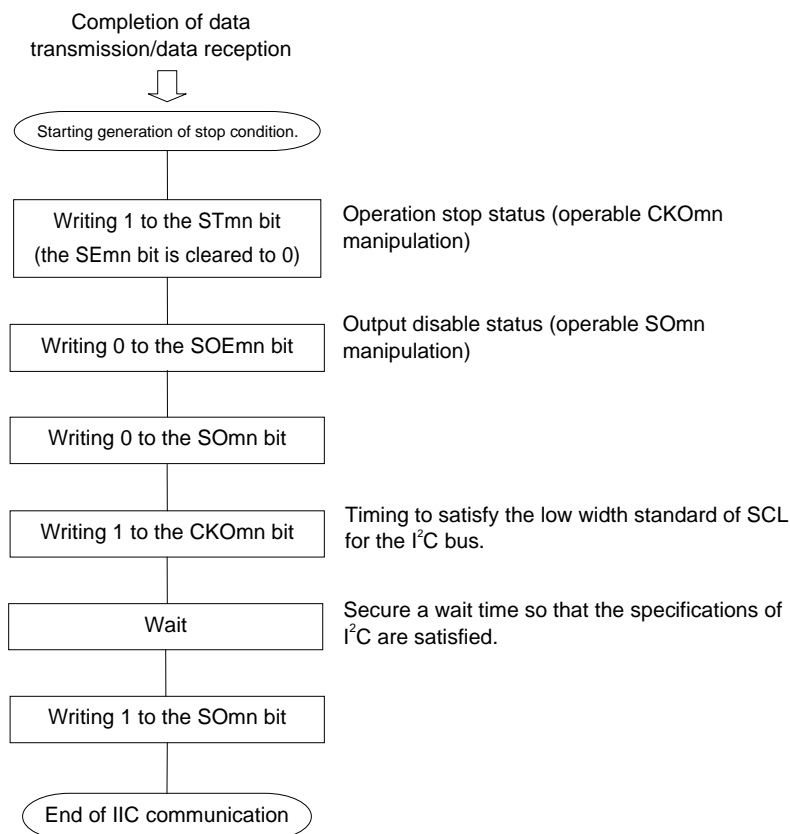 Completion of data
transmission/data reception
Starting generation of stop condition.
Writing 1 to the STmn bit
(the SEmn bit is cleared to 0)
Operation stop status (operable CKOmn
manipulation)
Writing 0 to the SOEmn bit
Output disable status (operable SOmn
manipulation)
Writing 0 to the SOmn bit
Writing 1 to the CKOmn bit
Timing to satisfy the low width standard of SCL
for the I²C bus.
Wait
Secure a wait time so that the specifications of
I²C are satisfied.
Writing 1 to the SOmn bit
End of IIC communication